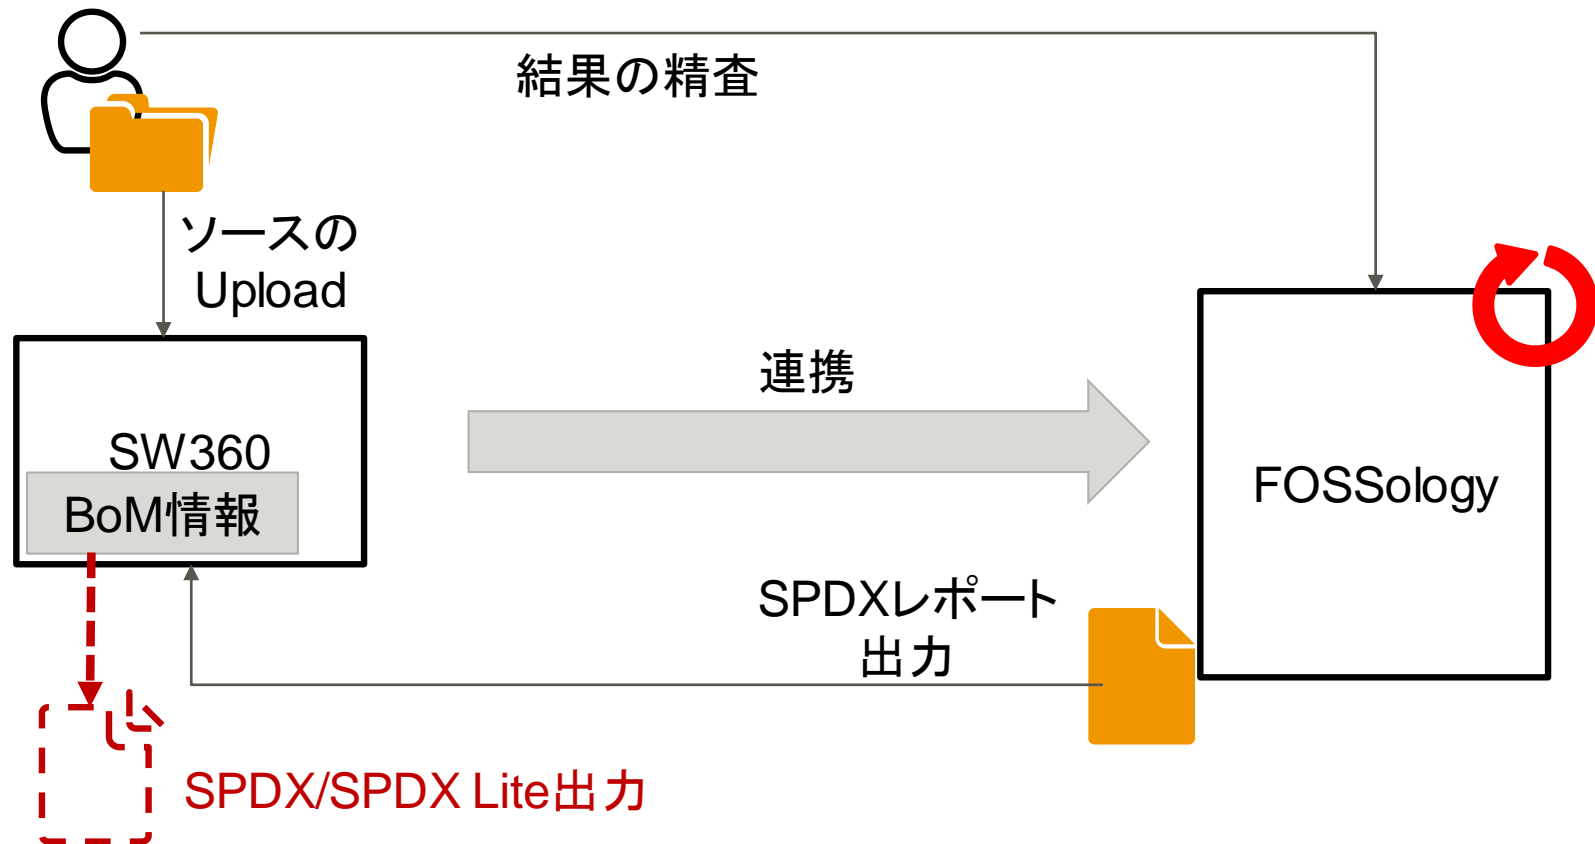 結果の精査
ソースの
Upload
連携
SW360
BoM情報
FOSSology
SPDXレポート
出力
SPDX/SPDX Lite出力